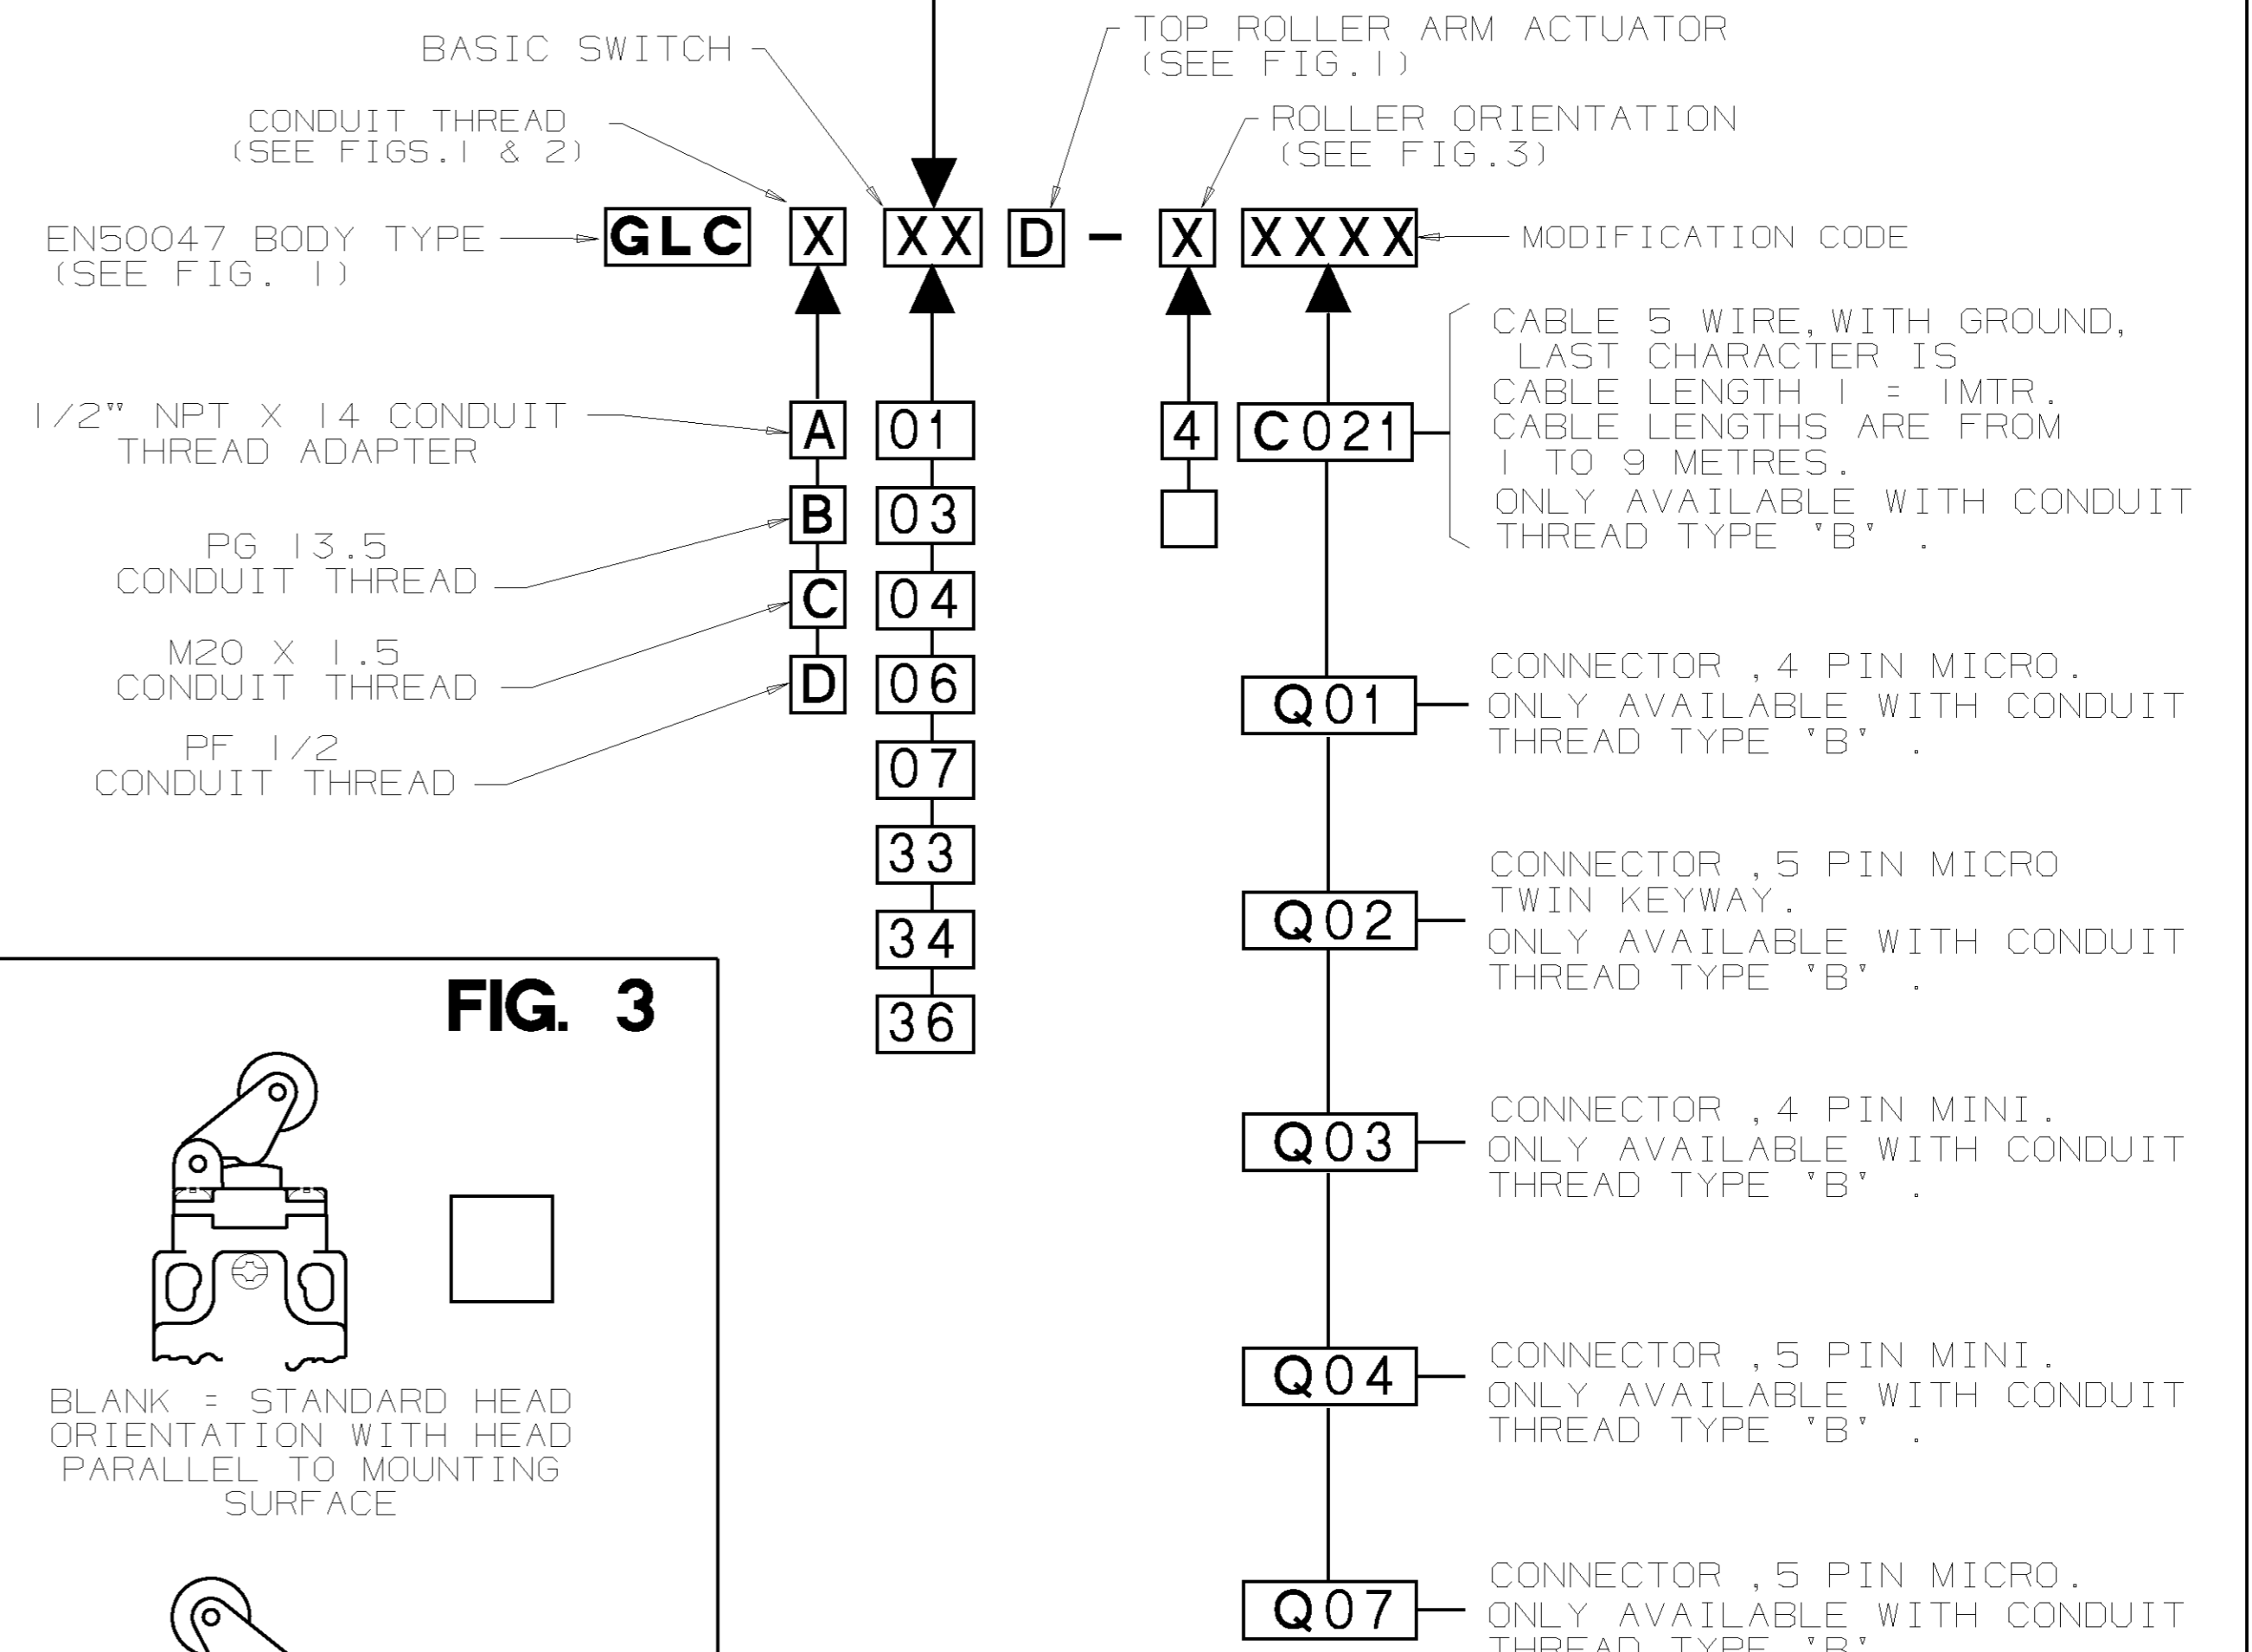 BASIC SWITCH
TOP ROLLER ARM ACTUATOR
(SEE FIG.1)
CONDUIT THREAD
(SEE FIGS.1 & 2)
ROLLER ORIENTATION
(SEE FIG.3)
EN50047 BODY TYPE
(SEE FIG. 1)
GLC X XX D - X XXXX
MODIFICATION CODE
1/2" NPT X 14 CONDUIT
THREAD ADAPTER
PG 13.5
CONDUIT THREAD
M20 X 1.5
CONDUIT THREAD
PF 1/2
CONDUIT THREAD
A
B
C
D
01
03
04
06
07
33
34
36
4
C021
CABLE 5 WIRE, WITH GROUND,
LAST CHARACTER IS
CABLE LENGTH 1 = 1MTR.
CABLE LENGTHS ARE FROM
1 TO 9 METRES.
ONLY AVAILABLE WITH CONDUIT
THREAD TYPE 'B' .
Q01
CONNECTOR ,4 PIN MICRO.
ONLY AVAILABLE WITH CONDUIT
THREAD TYPE 'B' .
Q02
CONNECTOR ,5 PIN MICRO
TWIN KEYWAY.
ONLY AVAILABLE WITH CONDUIT
THREAD TYPE 'B' .
Q03
CONNECTOR ,4 PIN MINI.
ONLY AVAILABLE WITH CONDUIT
THREAD TYPE 'B' .
Q04
CONNECTOR ,5 PIN MINI.
ONLY AVAILABLE WITH CONDUIT
THREAD TYPE 'B' .
Q07
CONNECTOR ,5 PIN MICRO.
ONLY AVAILABLE WITH CONDUIT
THREAD TYPE 'B'
FIG. 3
BLANK = STANDARD HEAD
ORIENTATION WITH HEAD
PARALLEL TO MOUNTING
SURFACE